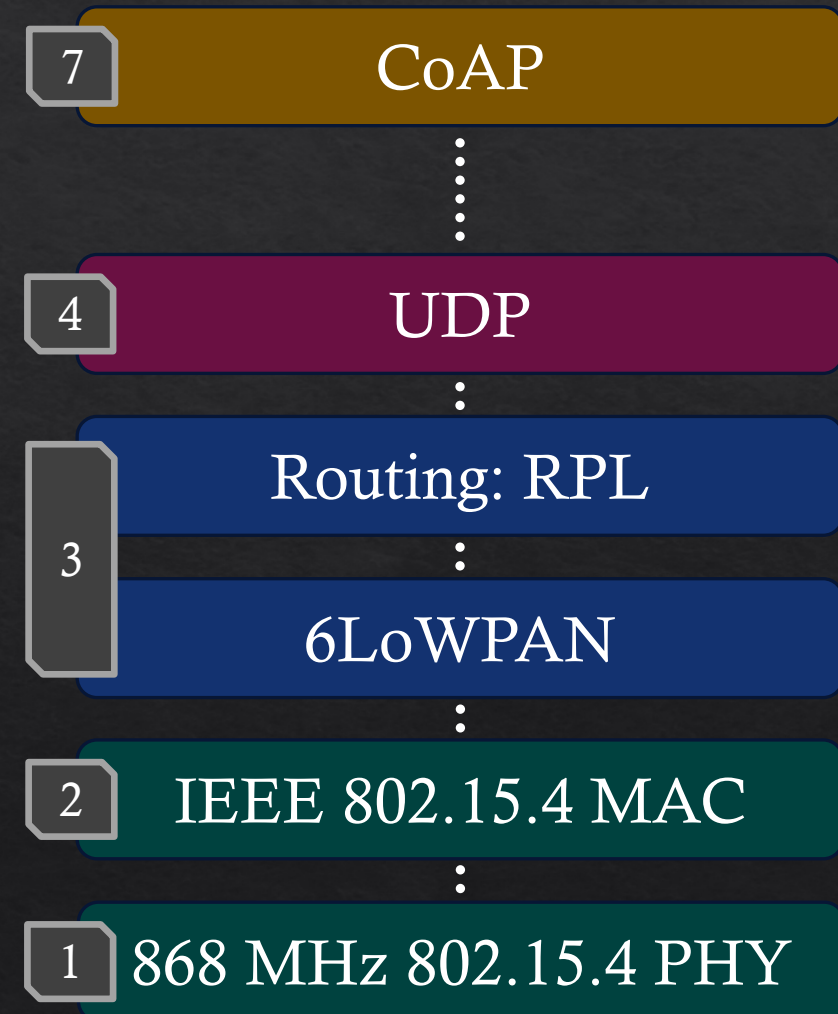 7
CoAP
4
UDP
Routing: RPL
3
6LoWPAN
2
IEEE 802.15.4 MAC
1
868 MHz 802.15.4 PHY